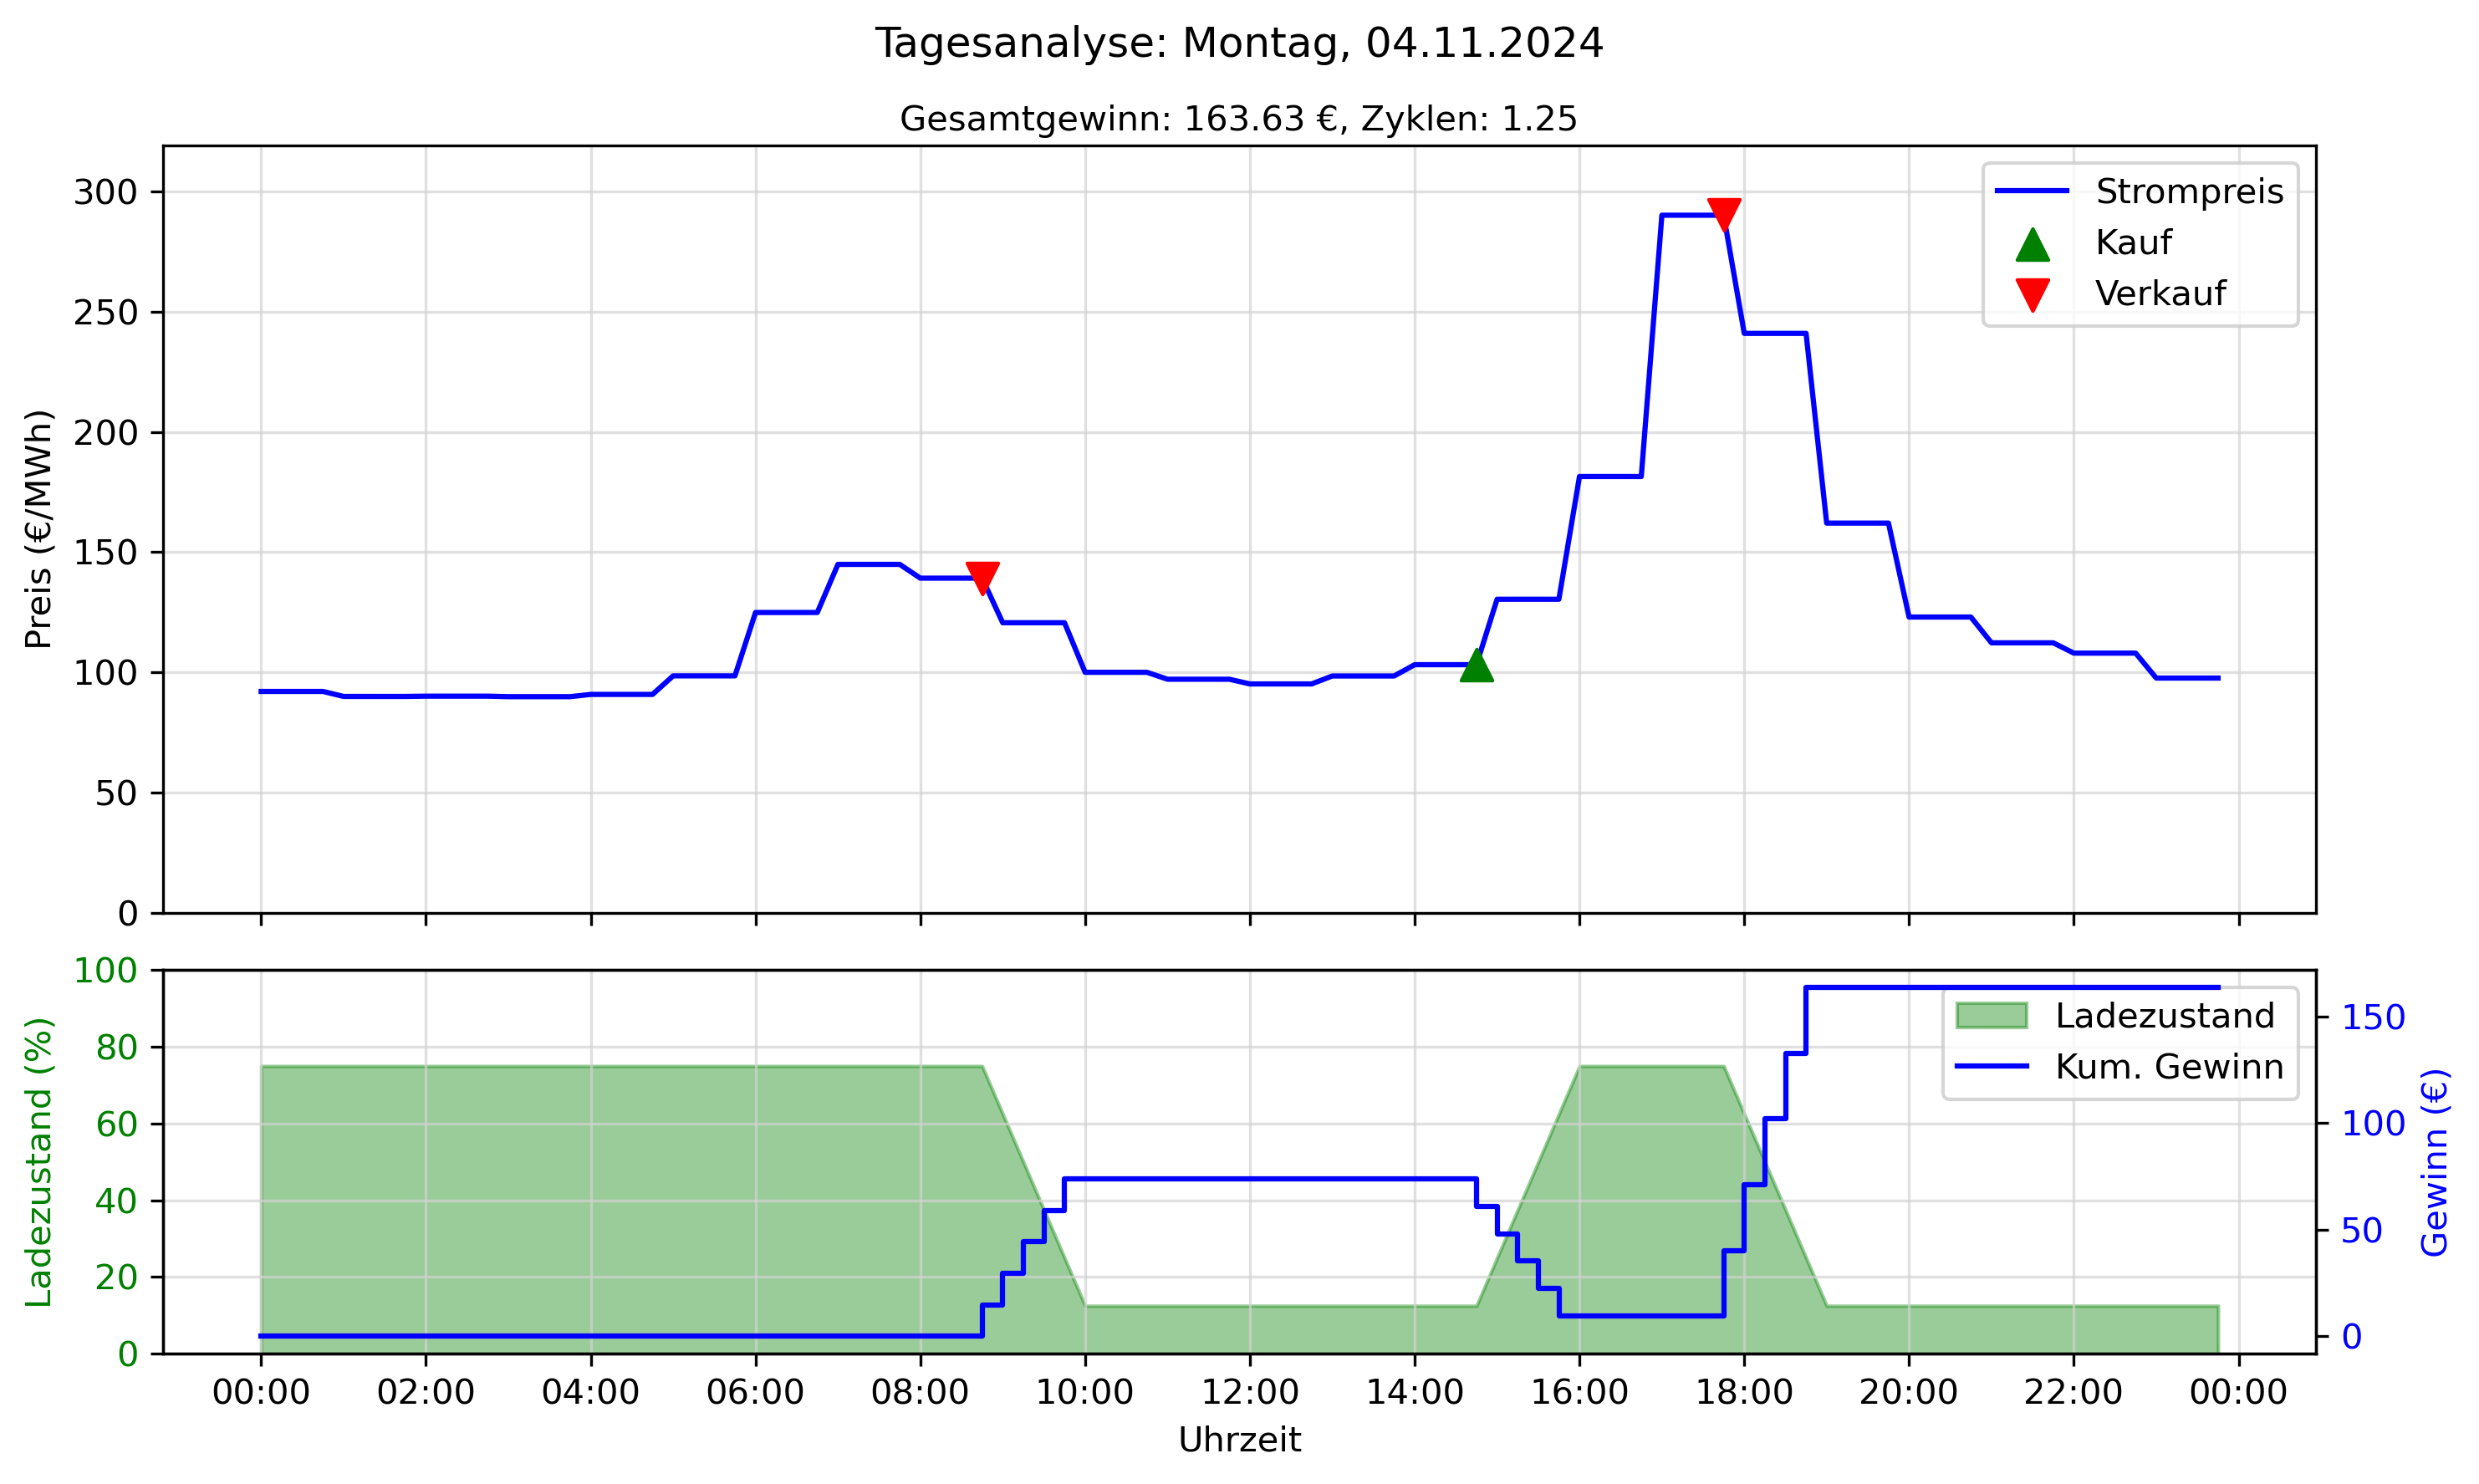 Tagesanalyse: Montag, 04.11.2024
Gesamtgewinn: 163.63 €, Zyklen: 1.25
Preis (€/MWh)
300
250
200
150
100
50
0
Strompreis
Kauf
Verkauf
Ladezustand (%)
100
80
60
40
20
0
Ladezustand
Kum. Gewinn
150
100
50
0
Gewinn (€)
00:00 02:00 04:00 06:00 08:00 10:00 12:00 14:00 16:00 18:00 20:00 22:00 00:00
Uhrzeit